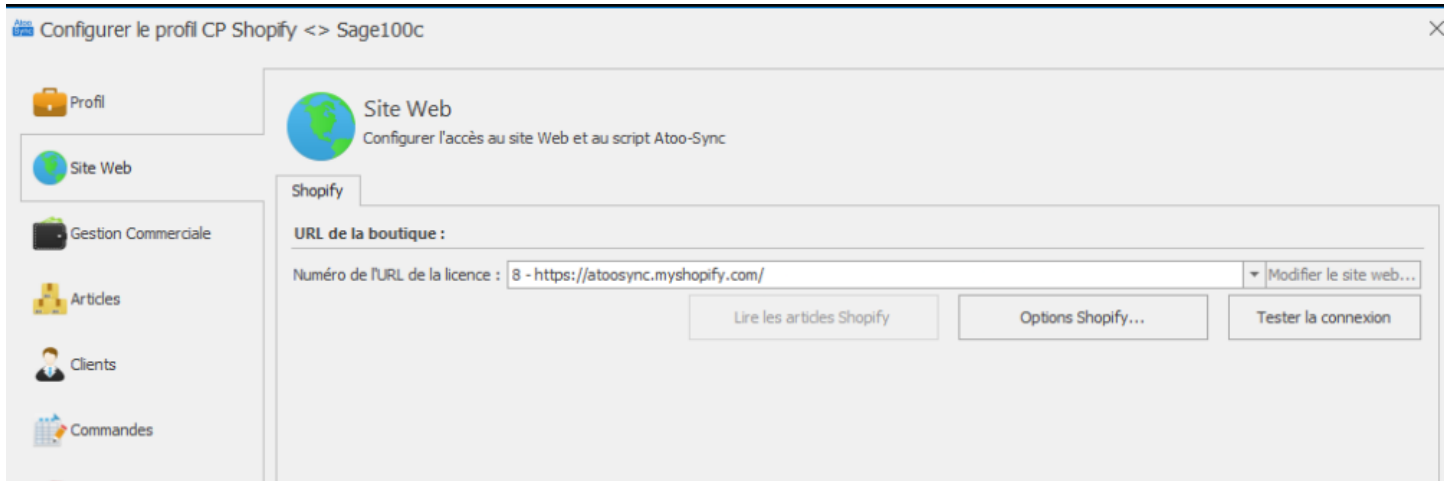 Atoo Sync Configurer le profil CP Shopify <> Sage100c
Profil
Site Web
Gestion Commerciale
Articles
Clients
Commandes
Site Web
Configurer l'accès au site Web et au script Atoo-Sync
Shopify
URL de la boutique :
Numéro de l'URL de la licence : 8 - https://atoosync.myshopify.com/ Modifier le site web...
Lire les articles Shopify Options Shopify... Tester la connexion